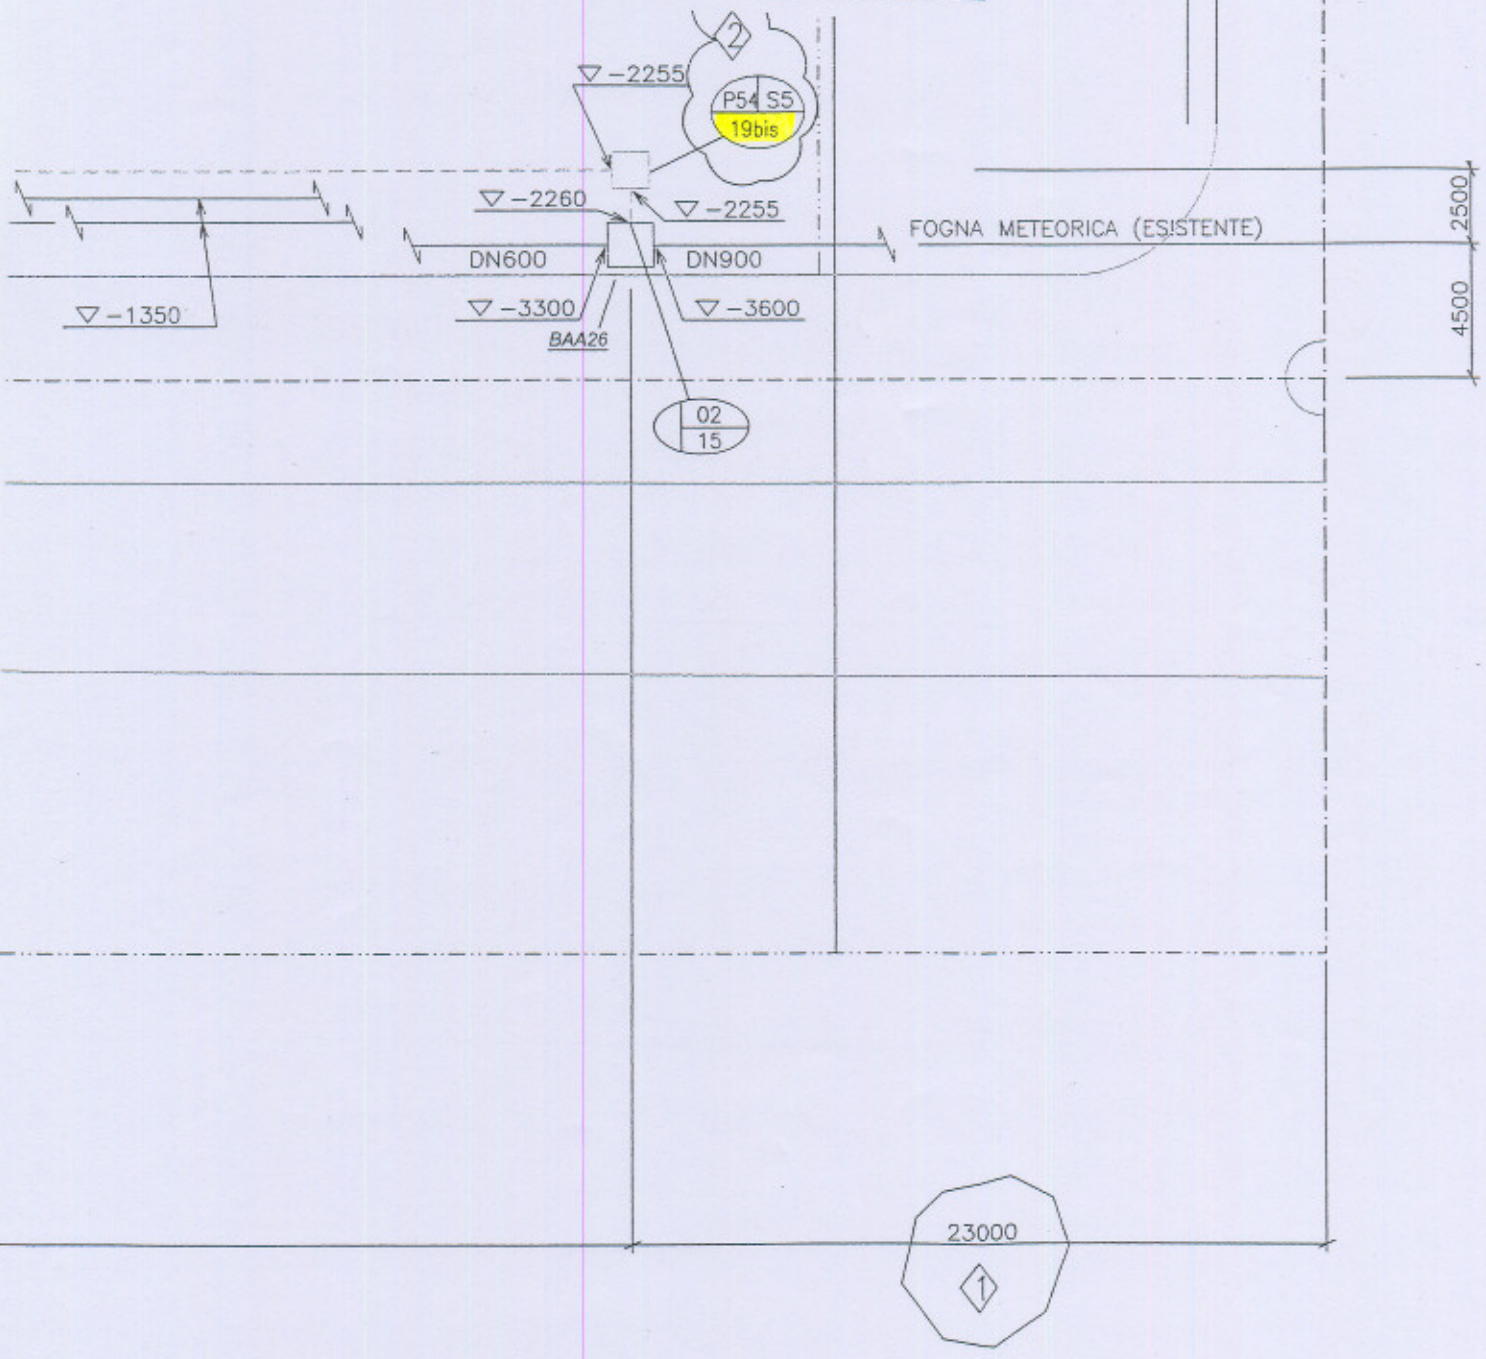 2
▽ -2255
P54 S5
19bis
▽ -2260
▽ -2255
2500
FOGNA METEORICA (ESISTENTE)
DN600
DN900
▽ -1350
▽ -3300
▽ -3600
4500
BAA26
02
15
23000
1